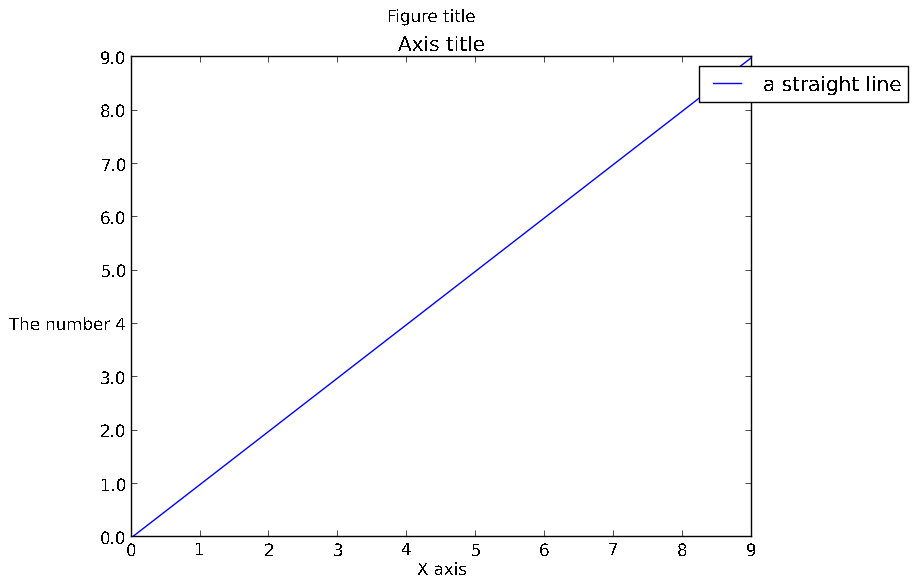 Figure title
Axis title
9.0
a straight line
8.0
7.0
6.0
5.0
The number 4
3.0
2.0
1.0
0.0
0 1 2 3 4 5 6 7 8 9
X axis